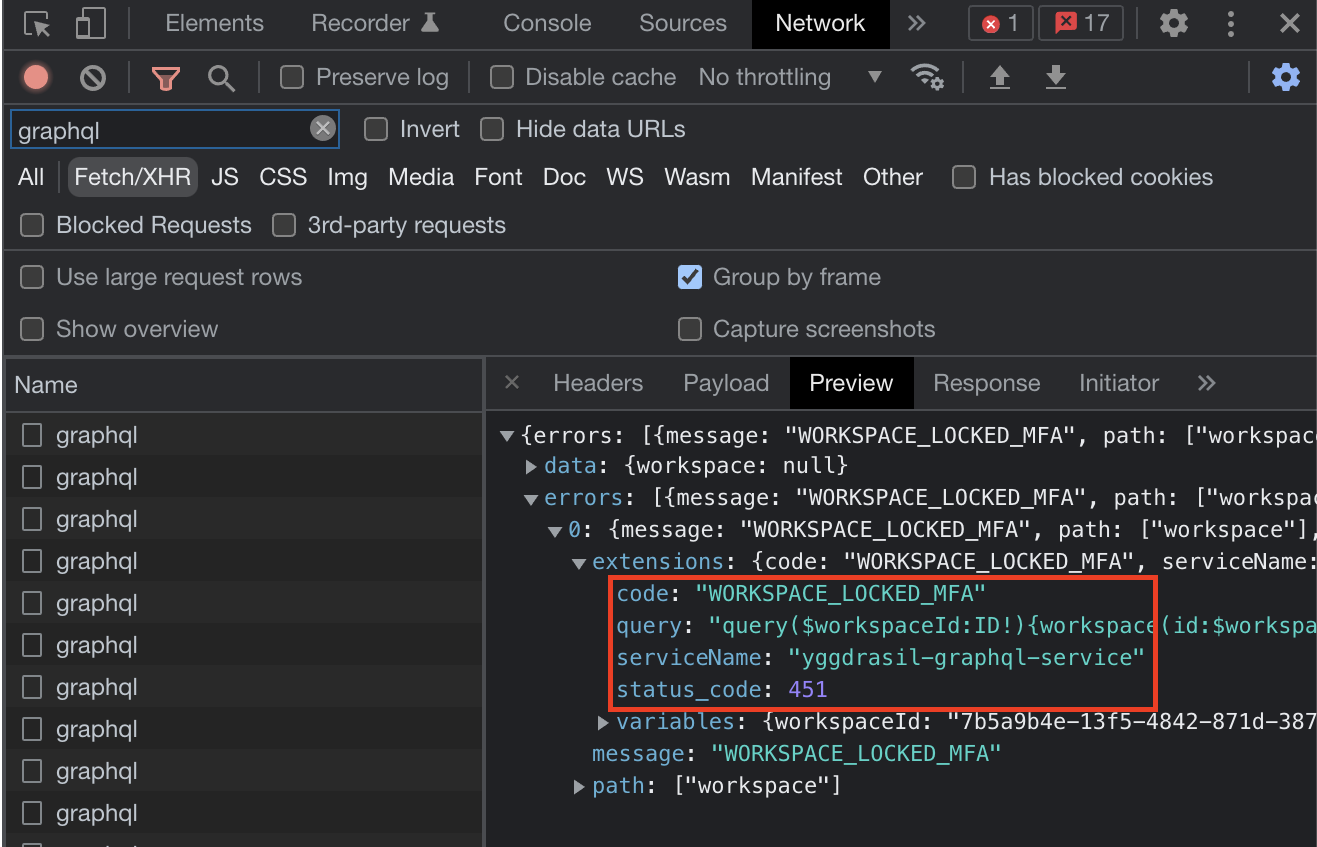 Elements Recorder Console Sources Network 1 17
Preserve log Disable cache No throttling
graphql Invert Hide data URLs
All Fetch/XHR JS CSS Img Media Font Doc WS Wasm Manifest Other Has blocked cookies
Blocked Requests 3rd-party requests
Use large request rows Group by frame
Show overview Capture screenshots
Name
graphql
graphql
graphql
graphql
graphql
graphql
graphql
graphql
graphql
graphql
Headers Payload Preview Response Initiator
{errors: [{message: "WORKSPACE_LOCKED_MFA", path: ["workspac
data: {workspace: null}
errors: [{message: "WORKSPACE_LOCKED_MFA", path: ["workspac
0: {message: "WORKSPACE_LOCKED_MFA", path: ["workspace"],
extensions: {code: "WORKSPACE_LOCKED_MFA", serviceName:
code: "WORKSPACE_LOCKED_MFA"
query: "query($workspaceId:ID!){workspace(id:$workspa
serviceName: "yggdrasil-graphql-service"
status_code: 451
variables: {workspaceId: "7b5a9b4e-13f5-4842-871d-387
message: "WORKSPACE_LOCKED_MFA"
path: ["workspace"]